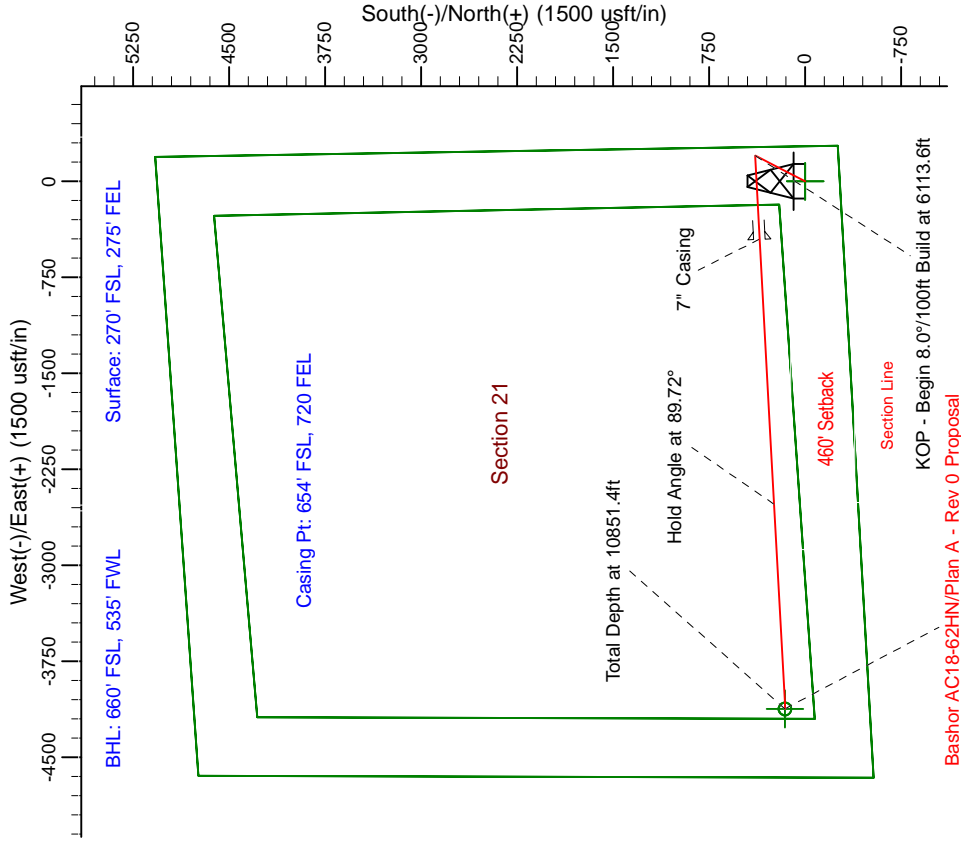 South(-)/North(+) (1500 usft/in)
5250
4500
3750
3000
2250
1500
750
0
-750
West(-)/East(+) (1500 usft/in)
0
-750
-1500
-2250
-3000
-3750
-4500
Surface: 270' FSL, 275' FEL
BHL: 660' FSL, 535' FWL
Casing Pt: 654' FSL, 720 FEL
Section 21
7" Casing
Hold Angle at 89.72°
Total Depth at 10851.4ft
460' Setback
Section Line
KOP - Begin 8.0°/100ft Build at 6113.6ft
Bashor AC18-62HN/Plan A - Rev 0 Proposal